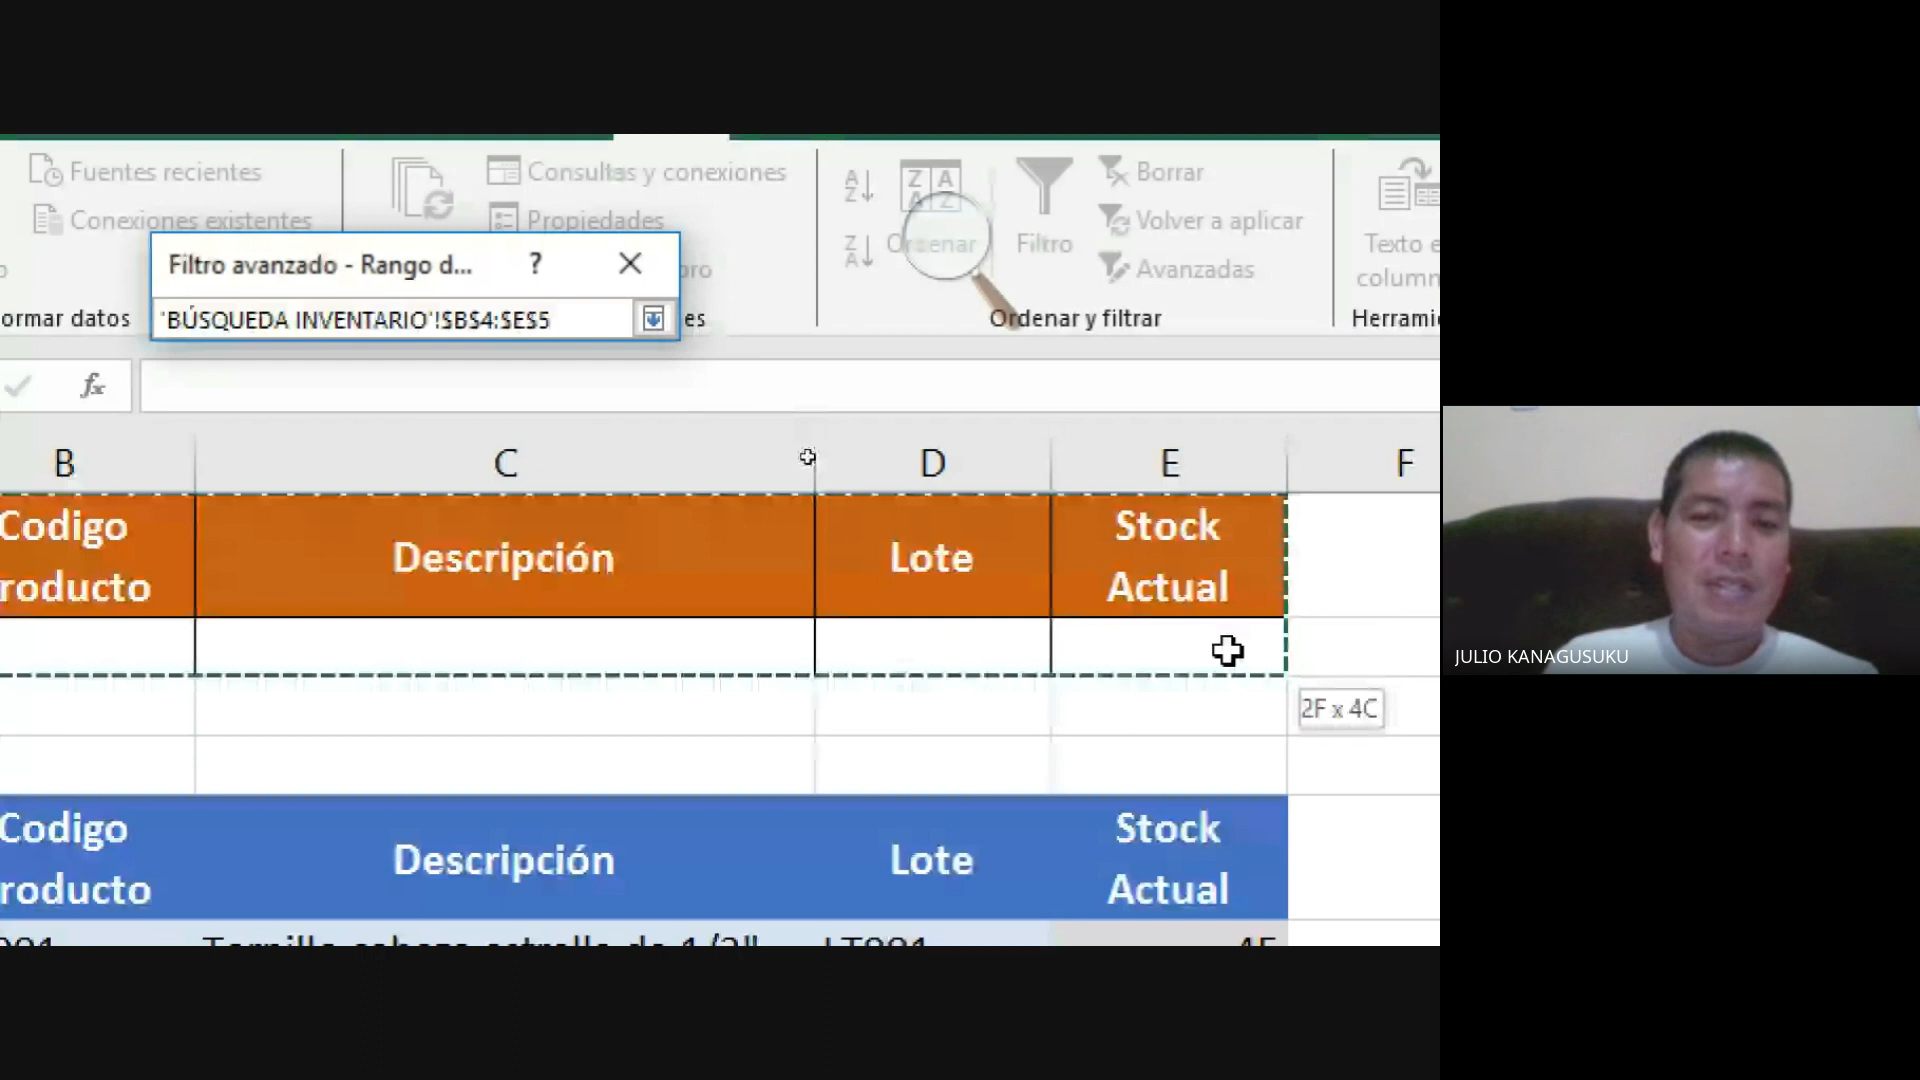 Fuentes recientes
Conexiones existentes
Consultas y conexiones
Propiedades
Ordenar
Filtro
Borrar
Volver a aplicar
Avanzadas
Texto e
column
ormar datos
es
Ordenar y filtrar
Herrami
Filtro avanzado - Rango d... ?
'BÚSQUEDA INVENTARIO'!$B$4:$E$5
fx
B C D E F
Codigo
roducto
Descripción
Lote
Stock
Actual
2F x 4C
Codigo
roducto
Descripción
Lote
Stock
Actual
JULIO KANAGUSUKU